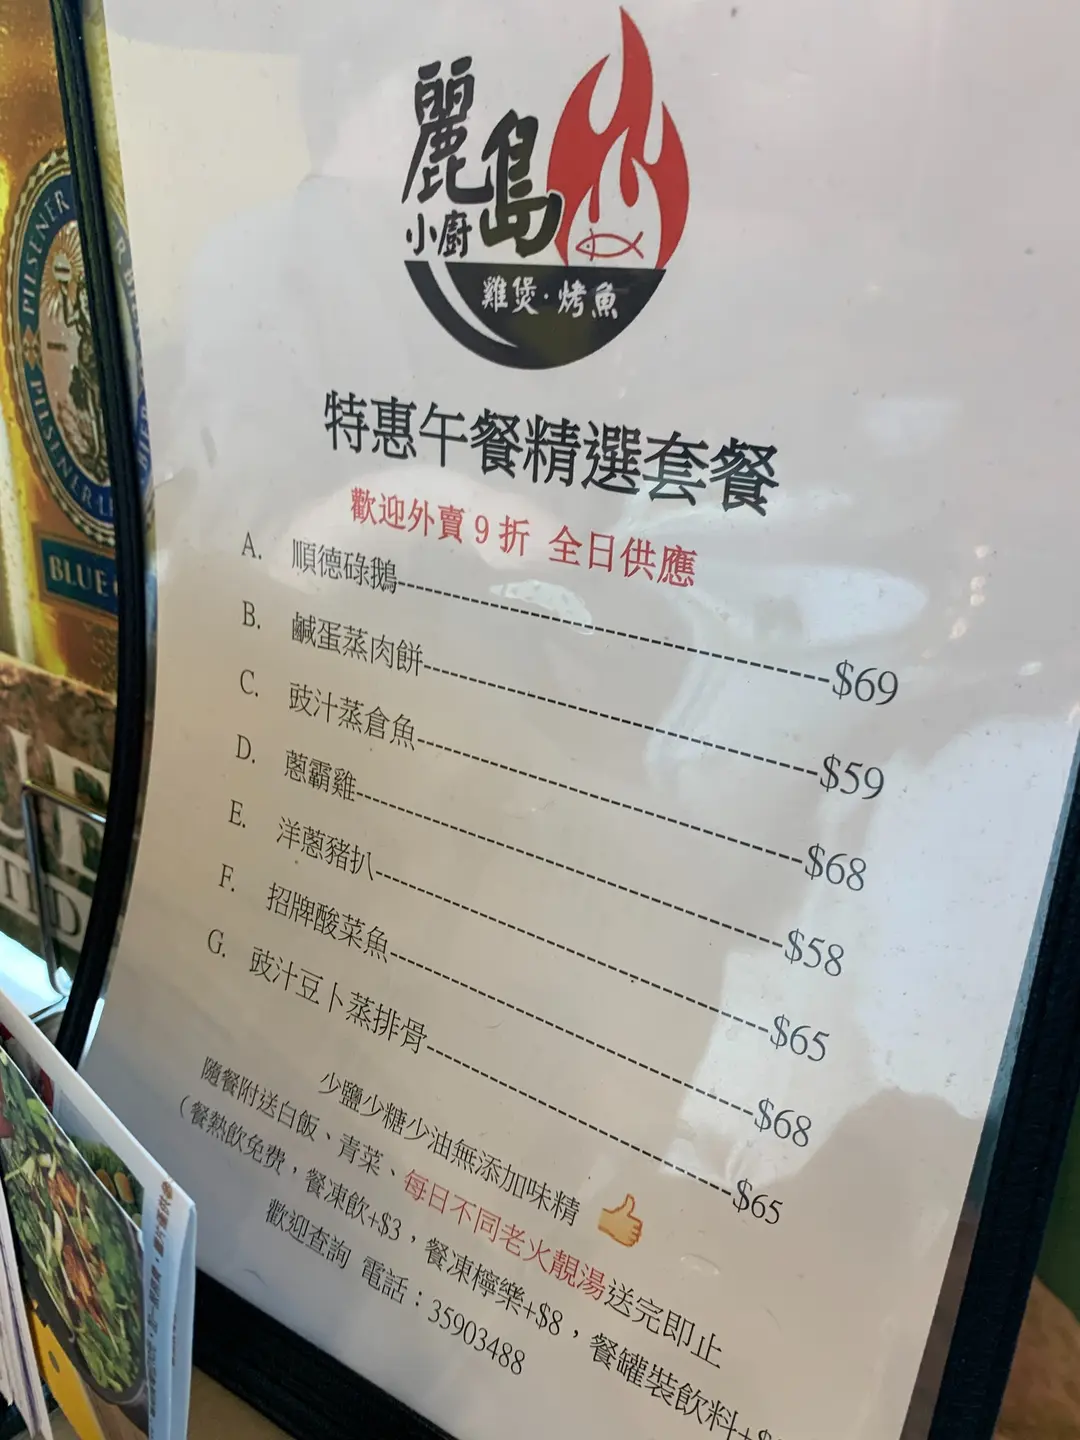 麗島
小廚
雞煲·烤魚
特惠午餐精選套餐
歡迎外賣9折 全日供應
A. 順德碌鵝 $69
B. 鹹蛋蒸肉餅 $59
C. 豉汁蒸倉魚 $68
D. 蔥霸雞 $58
E. 洋蔥豬扒 $65
F. 招牌酸菜魚 $68
G. 豉汁豆卜蒸排骨 $65
少鹽少糖少油無添加味精
隨餐附送白飯、青菜、每日不同老火靚湯送完即止
(餐熱飲免費，餐凍飲+$3，餐凍檸樂+$8，餐罐裝飲料+$
歡迎查詢 電話：35903488
PILSENER
PILSENER
BLUE